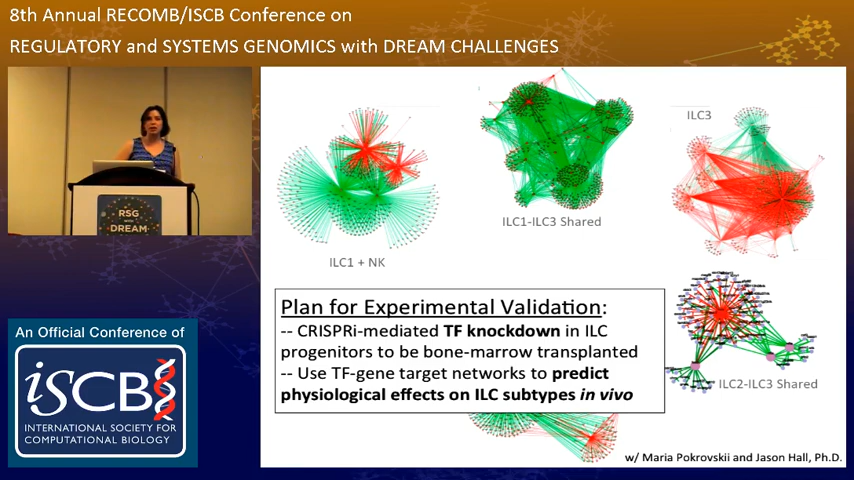 8th Annual RECOMB/ISCB Conference on
REGULATORY and SYSTEMS GENOMICS with DREAM CHALLENGES
RSG
WITH
DREAM
An Official Conference of
iSCB
INTERNATIONAL SOCIETY FOR
COMPUTATIONAL BIOLOGY
ILC1 + NK
ILC1-ILC3 Shared
ILC3
Plan for Experimental Validation:
-- CRISPRi-mediated TF knockdown in ILC
progenitors to be bone-marrow transplanted
-- Use TF-gene target networks to predict
physiological effects on ILC subtypes in vivo
ILC2-ILC3 Shared
w/ Maria Pokrovskii and Jason Hall, Ph.D.